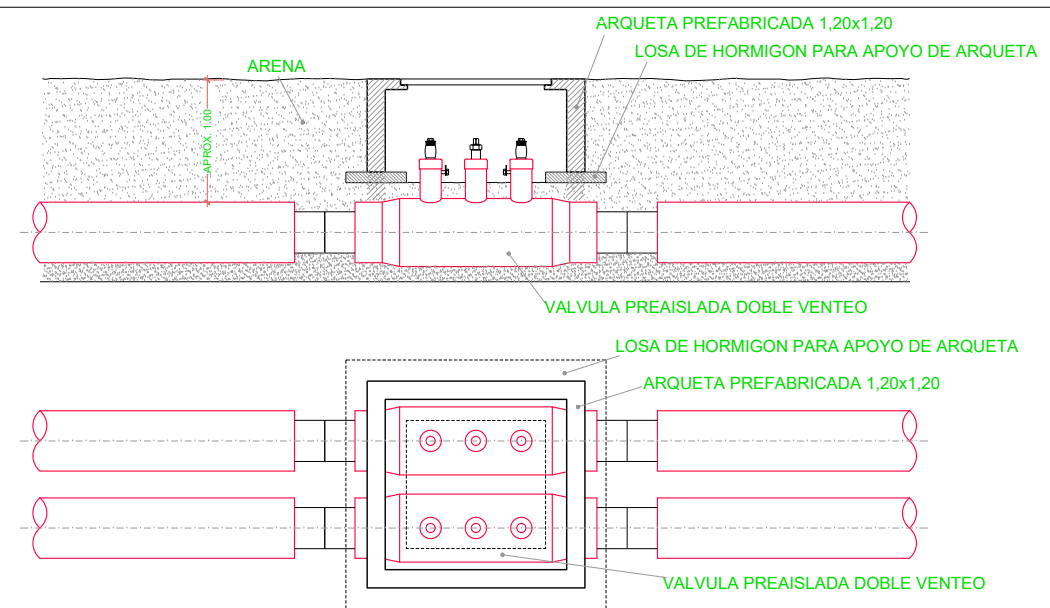 ARQUETA PREFABRICADA 1,20x1,20
LOSA DE HORMIGON PARA APOYO DE ARQUETA
ARENA
APROX. 1.00
VALVULA PREAISLADA DOBLE VENTEO
LOSA DE HORMIGON PARA APOYO DE ARQUETA
ARQUETA PREFABRICADA 1,20x1,20
VALVULA PREAISLADA DOBLE VENTEO